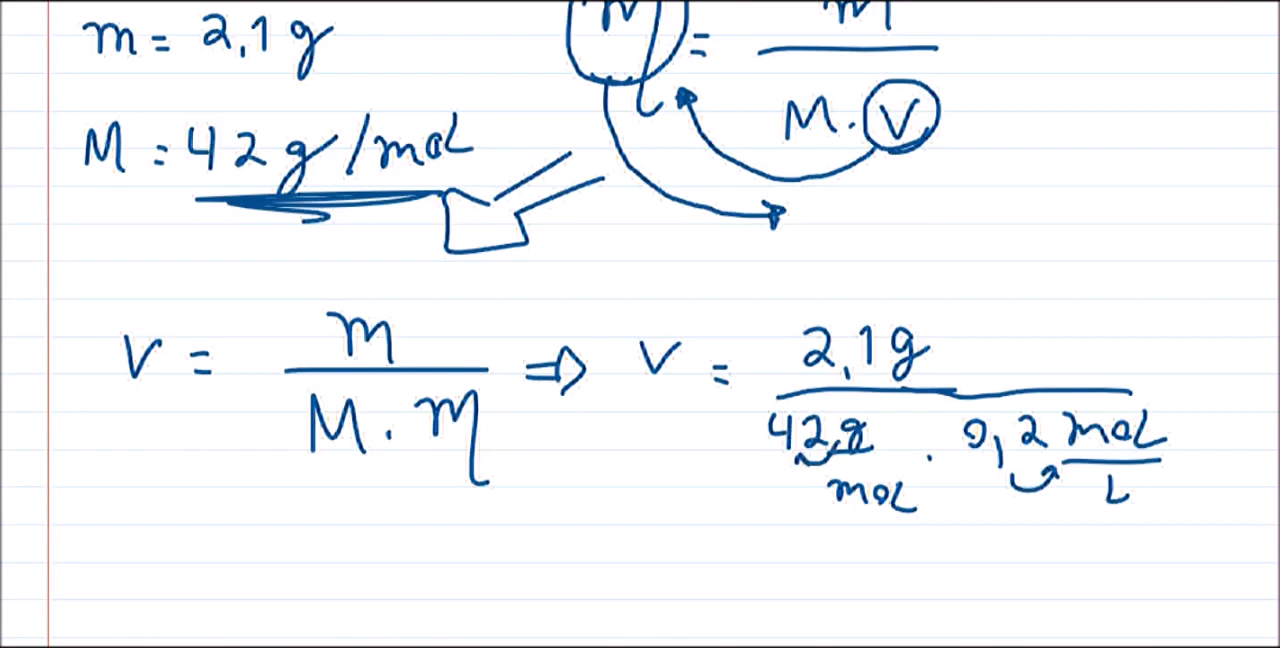 m = 2,1 g
M = 42 g/mol
η = m / M . V
V = m / M . η ⇒ V = 2,1 g / 42 g/mol . 0,2 mol/L